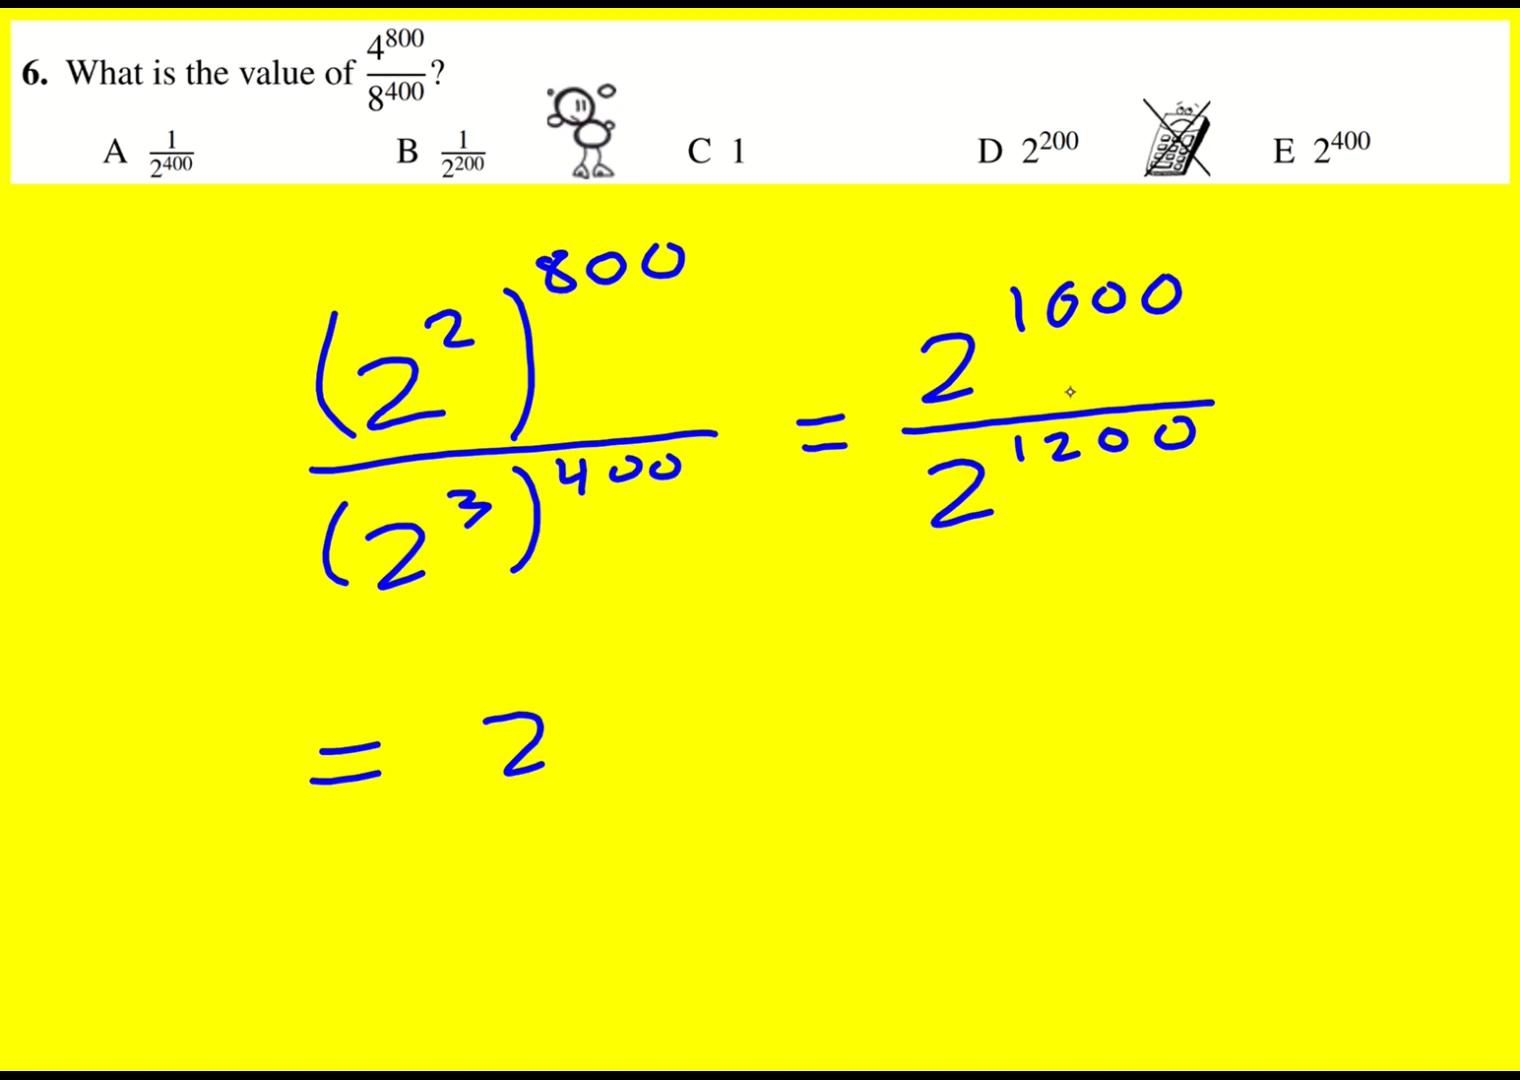 6. What is the value of 4^800/8^400?
A 1/2^400 B 1/2^200 C 1 D 2^200 E 2^400
(2^2)^800/(2^3)^400 = 2^1600/2^1200
= 2